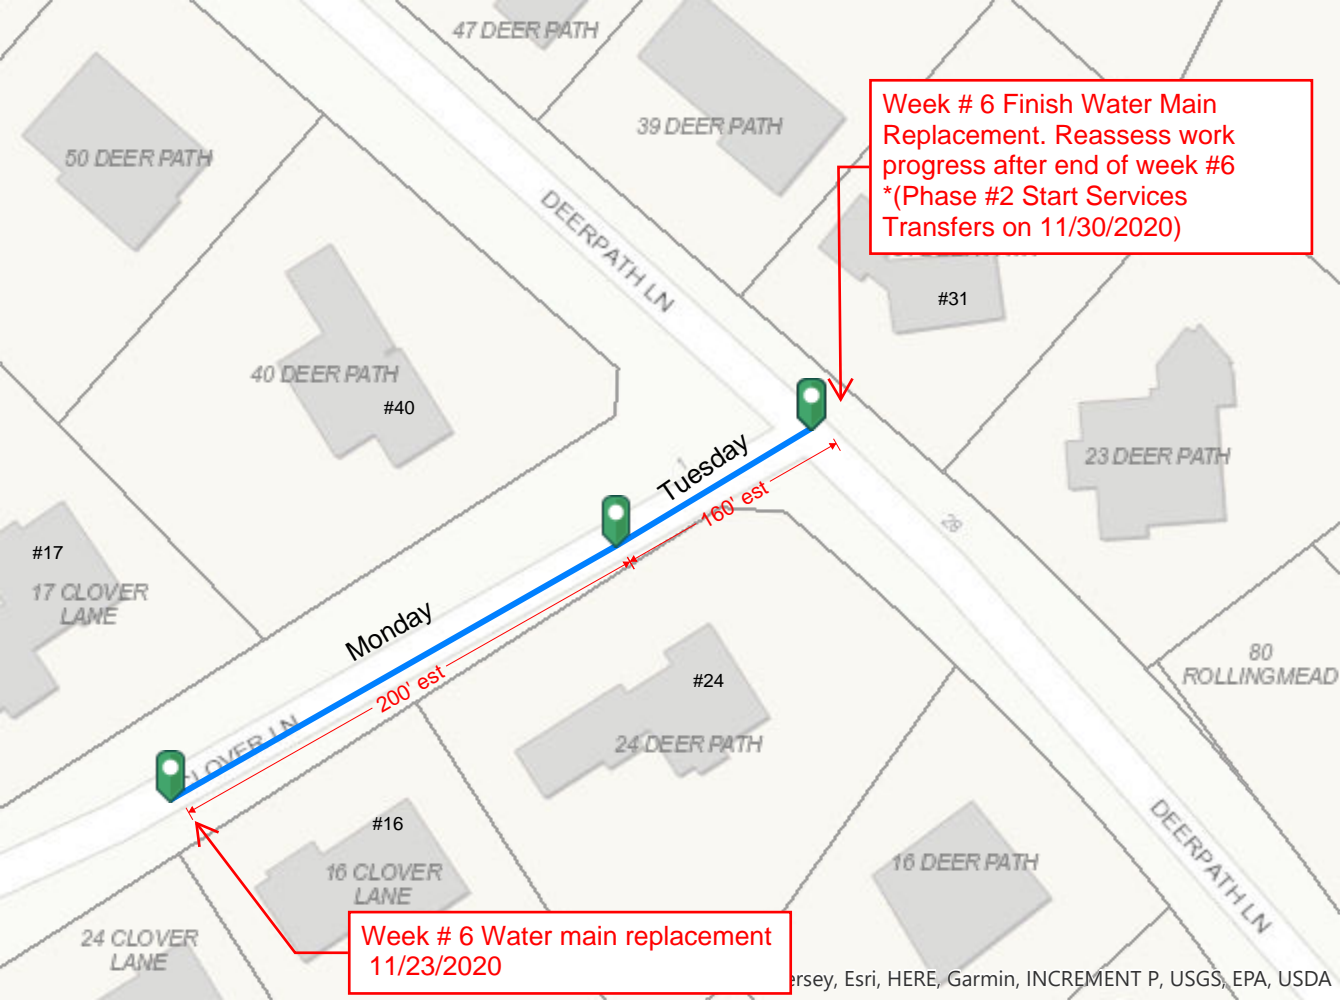 47 DEER PATH
Week # 6 Finish Water Main
Replacement. Reassess work
progress after end of week #6
*(Phase #2 Start Services
Transfers on 11/30/2020)
39 DEER PATH
50 DEER PATH
DEERPATH LN
#31
40 DEER PATH
#40
23 DEER PATH
Tuesday
160' est
28
#17
17 CLOVER
LANE
Monday
200' est
80
ROLLINGMEAD
#24
24 DEER PATH
CLOVER LN
#16
16 CLOVER
LANE
16 DEER PATH
DEERPATH LN
24 CLOVER
LANE
Week # 6 Water main replacement
11/23/2020
ersey, Esri, HERE, Garmin, INCREMENT P, USGS, EPA, USDA